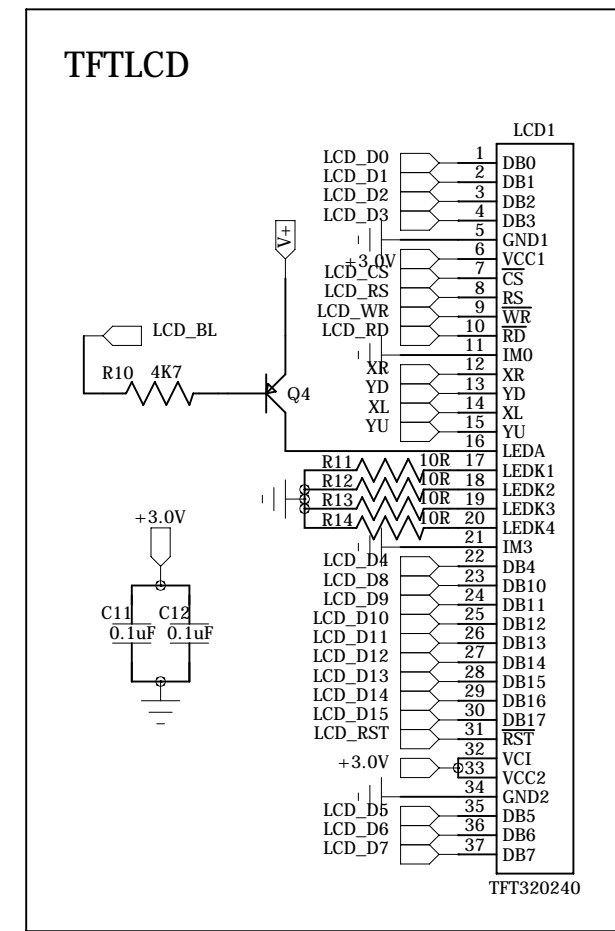 TFTLCD
LCD1
LCD_D0 1 DB0
LCD_D1 2 DB1
LCD_D2 3 DB2
LCD_D3 4 DB3
5 GND1
+3.0V 6 VCC1
LCD_CS 7 CS
LCD_RS 8 RS
LCD_WR 9 WR
LCD_RD 10 RD
11 IM0
XR 12 XR
YD 13 YD
XL 14 XL
YU 15 YU
16 LEDA
R11 10R 17 LEDK1
R12 10R 18 LEDK2
R13 10R 19 LEDK3
R14 10R 20 LEDK4
21 IM3
LCD_D4 22 DB4
LCD_D8 23 DB10
LCD_D9 24 DB11
LCD_D10 25 DB12
LCD_D11 26 DB13
LCD_D12 27 DB14
LCD_D13 28 DB15
LCD_D14 29 DB16
LCD_D15 30 DB17
LCD_RST 31 RST
32 VCI
+3.0V 33 VCC2
34 GND2
LCD_D5 35 DB5
LCD_D6 36 DB6
LCD_D7 37 DB7
TFT320240
V+
LCD_BL
R10 4K7
Q4
+3.0V
C11 C12
0.1uF 0.1uF